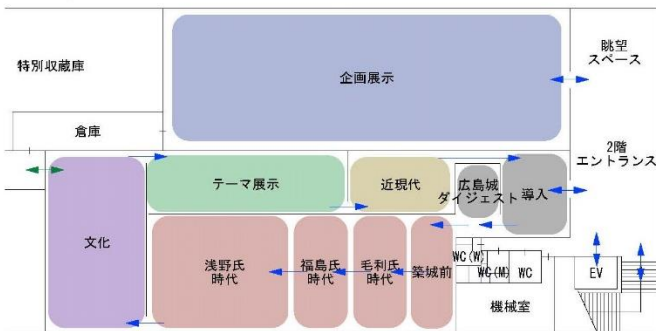 特別収蔵庫
企画展示
眺望
スペース
倉庫
2階
エントランス
テーマ展示
近現代
広島城
ダイジェスト
導入
文化
浅野氏
時代
福島氏
時代
毛利氏
時代
築城前
WC(W)
WC(M)
WC
機械室
EV